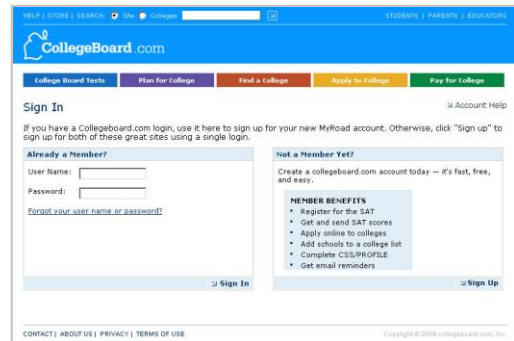 HELP | STORE | SEARCH: Site Colleges
STUDENTS | PARENTS | EDUCATORS
CollegeBoard.com
College Board Tests
Plan for College
Find a College
Apply to College
Pay for College
Sign In
Account Help
If you have a Collegeboard.com login, use it here to sign up for your new MyRoad account. Otherwise, click "Sign up" to
sign up for both of these great sites using a single login.
Already a Member?
User Name:
Password:
Forgot your user name or password?
Sign In
Not a Member Yet?
Create a collegeboard.com account today — it's fast, free,
and easy.
MEMBER BENEFITS
• Register for the SAT
• Get and send SAT scores
• Apply online to colleges
• Add schools to a college list
• Complete CSS/PROFILE
• Get email reminders
Sign Up
CONTACT | ABOUT US | PRIVACY | TERMS OF USE
Copyright © collegeboard.com, Inc.